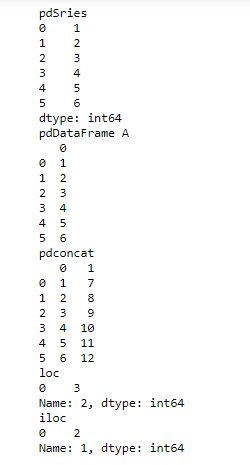 pdSries
0    1
1    2
2    3
3    4
4    5
5    6
dtype: int64
pdDataFrame A
   0
0  1
1  2
2  3
3  4
4  5
5  6
pdconcat
   0   1
0  1   7
1  2   8
2  3   9
3  4  10
4  5  11
5  6  12
loc
0    3
Name: 2, dtype: int64
iloc
0    2
Name: 1, dtype: int64